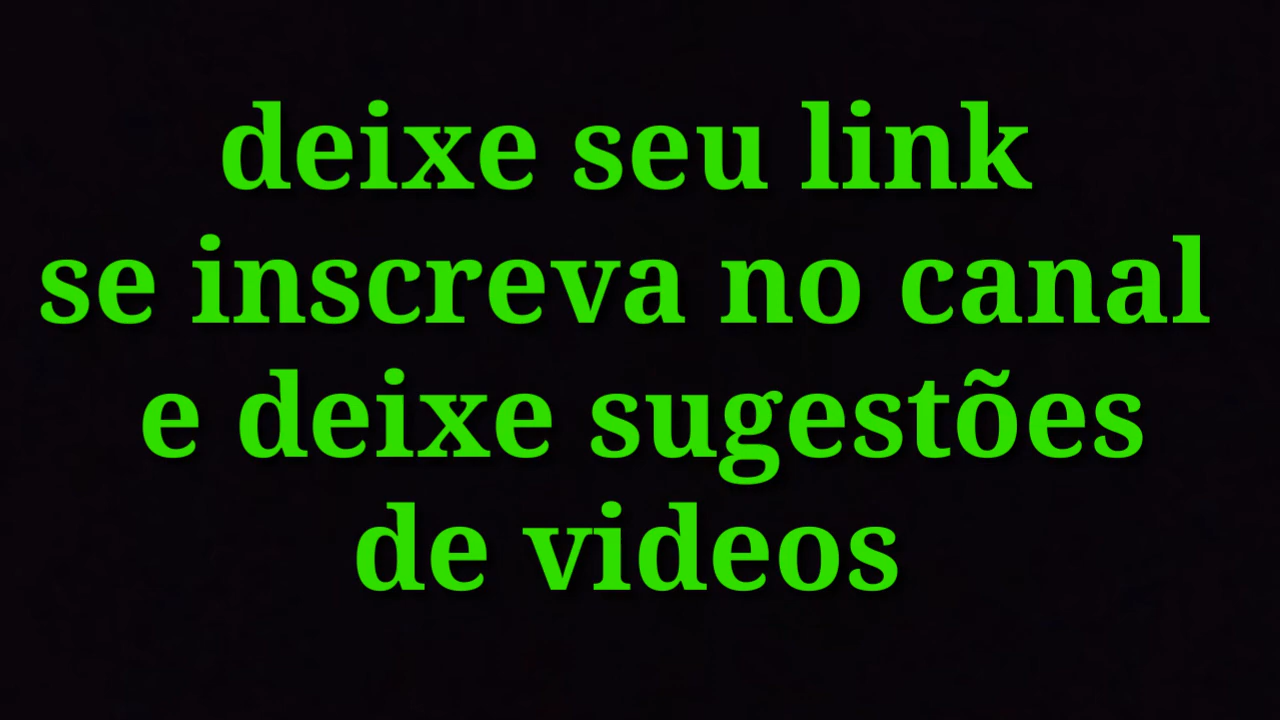 deixe seu link
se inscreva no canal
e deixe sugestões
de videos